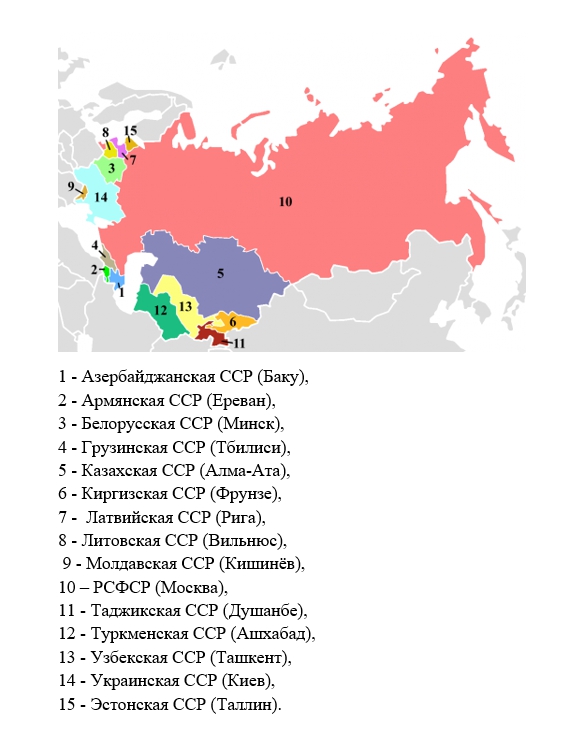 8
15
3
7
9
14
10
4
2
1
5
13
12
6
11
1 - Азербайджанская ССР (Баку),
2 - Армянская ССР (Ереван),
3 - Белорусская ССР (Минск),
4 - Грузинская ССР (Тбилиси),
5 - Казахская ССР (Алма-Ата),
6 - Киргизская ССР (Фрунзе),
7 -  Латвийская ССР (Рига),
8 - Литовская ССР (Вильнюс),
9 - Молдавская ССР (Кишинёв),
10 – РСФСР (Москва),
11 - Таджикская ССР (Душанбе),
12 - Туркменская ССР (Ашхабад),
13 - Узбекская ССР (Ташкент),
14 - Украинская ССР (Киев),
15 - Эстонская ССР (Таллин).